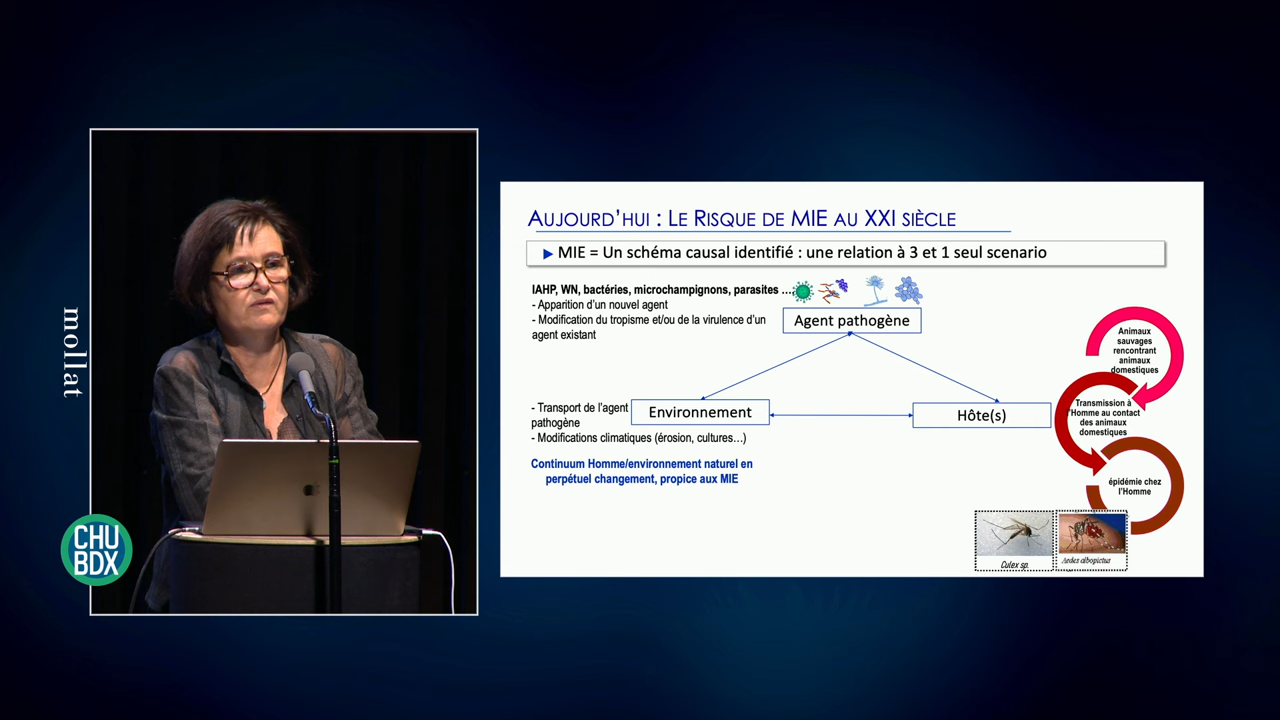 mollat
CHU
BDX
AUJOURD'HUI : LE RISQUE DE MIE AU XXI SIÈCLE
MIE = Un schéma causal identifié : une relation à 3 et 1 seul scenario
IAHP, WN, bactéries, microchampignons, parasites ...
- Apparition d'un nouvel agent
- Modification du tropisme et/ou de la virulence d'un
agent existant
Agent pathogène
- Transport de l'agent
pathogène
- Modifications climatiques (érosion, cultures...)
Environnement
Hôte(s)
Continuum Homme/environnement naturel en
perpétuel changement, propice aux MIE
Animaux
sauvages
rencontrant
animaux
domestiques
Transmission à
l'Homme au contact
des animaux
domestiques
épidémie chez
l'Homme
Culex sp.
Aedes albopictus